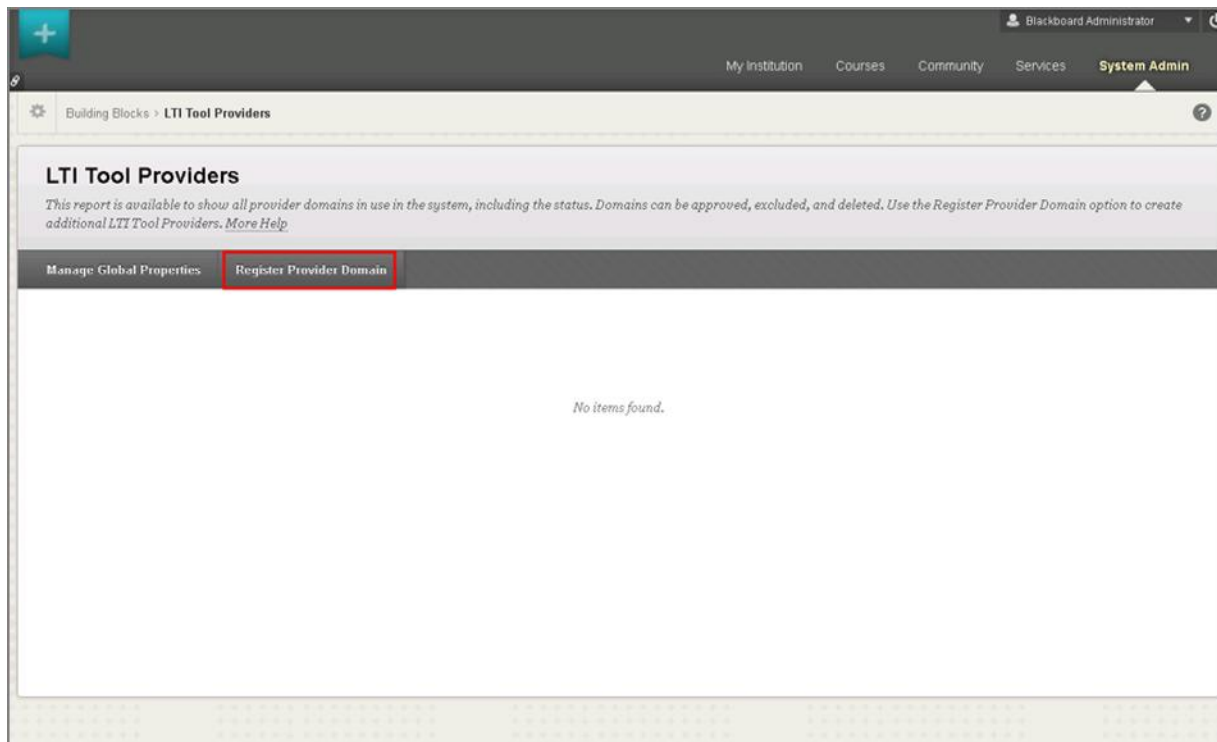 Blackboard Administrator
My Institution Courses Community Services System Admin
Building Blocks > LTI Tool Providers
LTI Tool Providers
This report is available to show all provider domains in use in the system, including the status. Domains can be approved, excluded, and deleted. Use the Register Provider Domain option to create
additional LTI Tool Providers. More Help
Manage Global Properties Register Provider Domain
No items found.